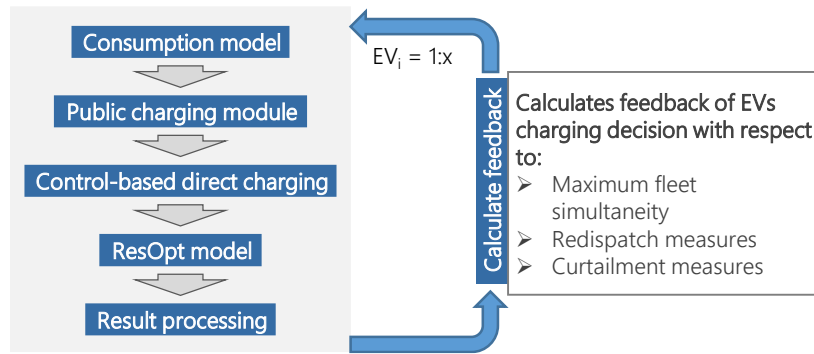 Consumption model
Public charging module
Control-based direct charging
ResOpt model
Result processing
EVi = 1:x
Calculate feedback
Calculates feedback of EVs
charging decision with respect
to:
➢ Maximum fleet
simultaneity
➢ Redispatch measures
➢ Curtailment measures